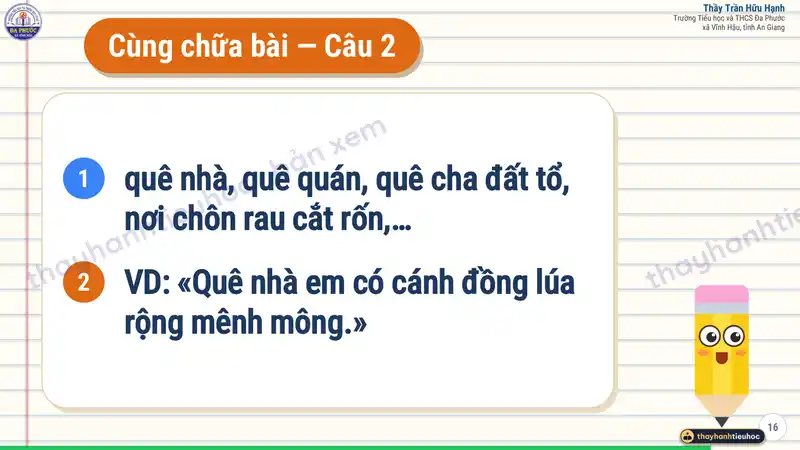 Thầy Trần Hữu Hạnh
Trường Tiểu học và THCS Đa Phước
xã Vĩnh Hậu, tỉnh An Giang
ĐA PHƯỚC
Cùng chữa bài – Câu 2
1 quê nhà, quê quán, quê cha đất tổ,
nơi chôn rau cắt rốn,...
2 VD: «Quê nhà em có cánh đồng lúa
rộng mênh mông.»
thayhanhtieuhoc
16